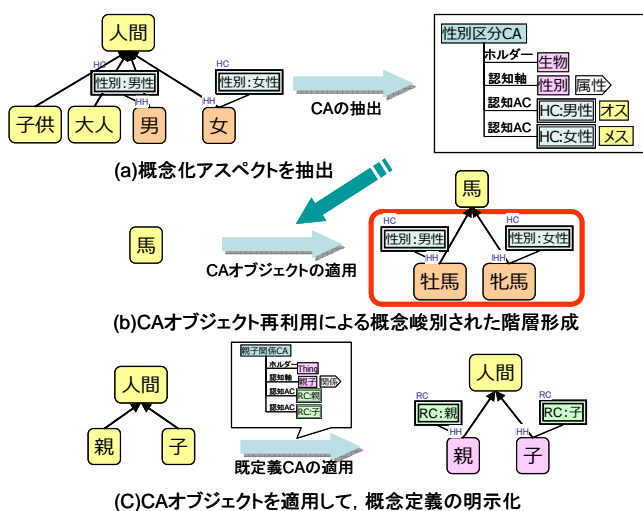 人間
HC
性別:男性
HH
HC
性別:女性
HH
子供
大人
男
女
CAの抽出
性別区分CA
ホルダー
生物
認知軸
性別
属性
認知AC
HC:男性
オス
認知AC
HC:女性
メス
(a)概念化アスペクトを抽出
馬
CAオブジェクトの適用
馬
HC
性別:男性
HH
HC
性別:女性
HH
牡馬
牝馬
(b)CAオブジェクト再利用による概念峻別された階層形成
人間
親
子
親子関係CA
ホルダー
Thing
認知軸
親子
関係
認知AC
RC:親
認知AC
RC:子
既定義CAの適用
人間
RC
RC:親
HH
RC
RC:子
HH
親
子
(C)CAオブジェクトを適用して，概念定義の明示化